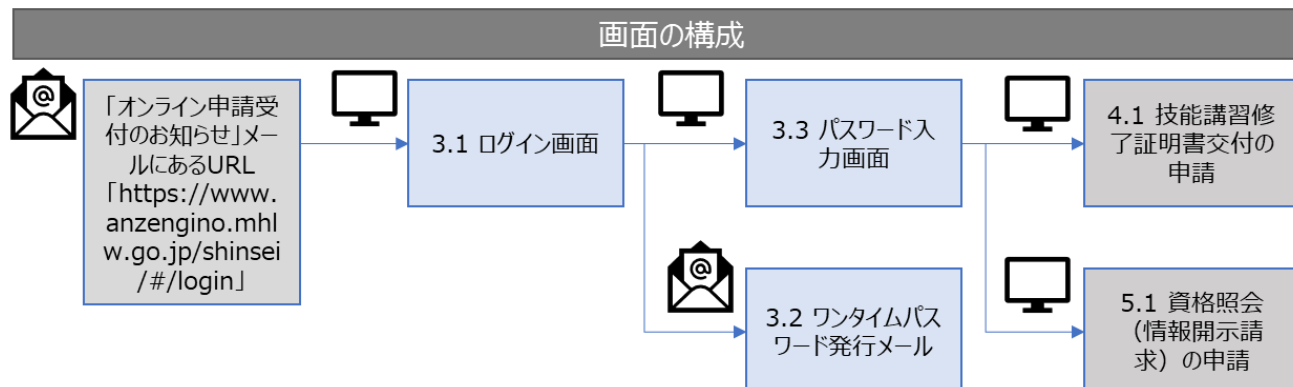 画面の構成
「オンライン申請受
付のお知らせ」メー
ルにあるURL
「https://www.
anzengino.mhl
w.go.jp/shinsei
/#/login」
3.1 ログイン画面
3.3 パスワード入
力画面
4.1 技能講習修
了証明書交付の
申請
3.2 ワンタイムパス
ワード発行メール
5.1 資格照会
（情報開示請
求）の申請